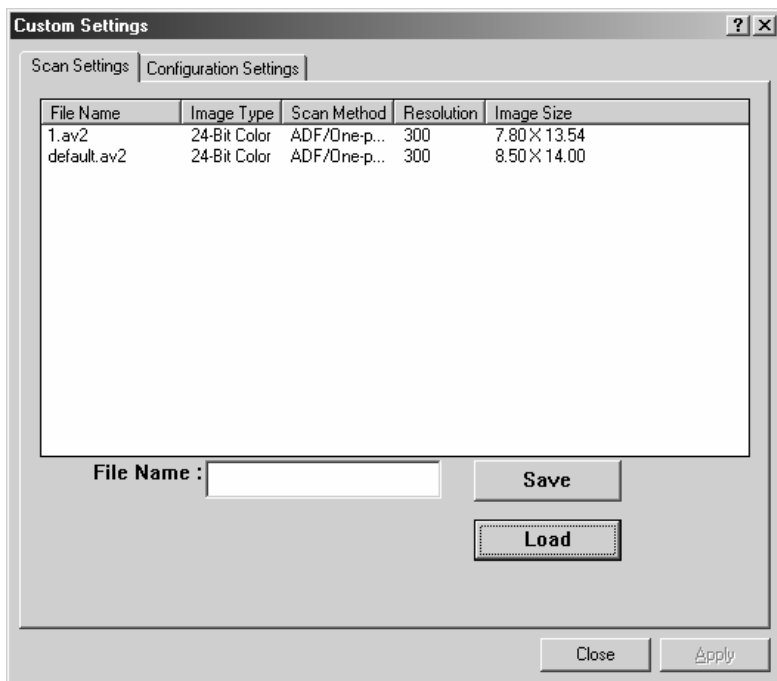 Custom Settings
Scan Settings Configuration Settings
File Name Image Type Scan Method Resolution Image Size
1.av2 24-Bit Color ADF/One-p... 300 7.80 X 13.54
default.av2 24-Bit Color ADF/One-p... 300 8.50 X 14.00
File Name :
Save
Load
Close Apply